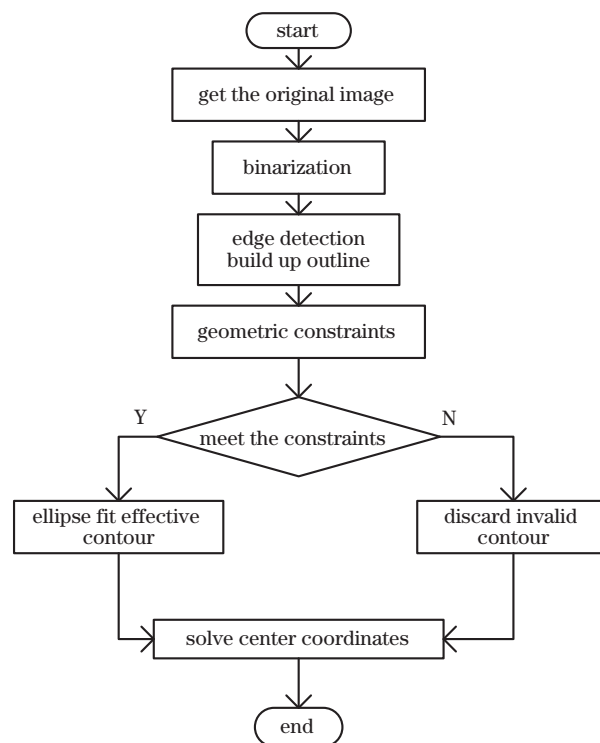 start
get the original image
binarization
edge detection
build up outline
geometric constraints
Y
N
meet the constraints
ellipse fit effective
contour
discard invalid
contour
solve center coordinates
end